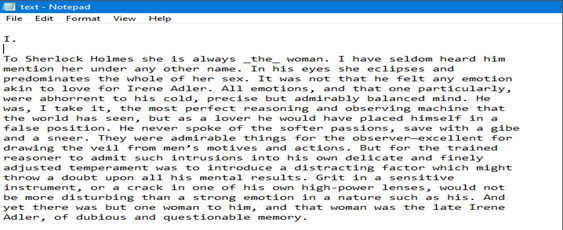 text - Notepad
File Edit Format View Help
I.
To Sherlock Holmes she is always _the_ woman. I have seldom heard him
mention her under any other name. In his eyes she eclipses and
predominates the whole of her sex. It was not that he felt any emotion
akin to love for Irene Adler. All emotions, and that one particularly,
were abhorrent to his cold, precise but admirably balanced mind. He
was, I take it, the most perfect reasoning and observing machine that
the world has seen, but as a lover he would have placed himself in a
false position. He never spoke of the softer passions, save with a gibe
and a sneer. They were admirable things for the observer—excellent for
drawing the veil from men’s motives and actions. But for the trained
reasoner to admit such intrusions into his own delicate and finely
adjusted temperament was to introduce a distracting factor which might
throw a doubt upon all his mental results. Grit in a sensitive
instrument, or a crack in one of his own high-power lenses, would not
be more disturbing than a strong emotion in a nature such as his. And
yet there was but one woman to him, and that woman was the late Irene
Adler, of dubious and questionable memory.